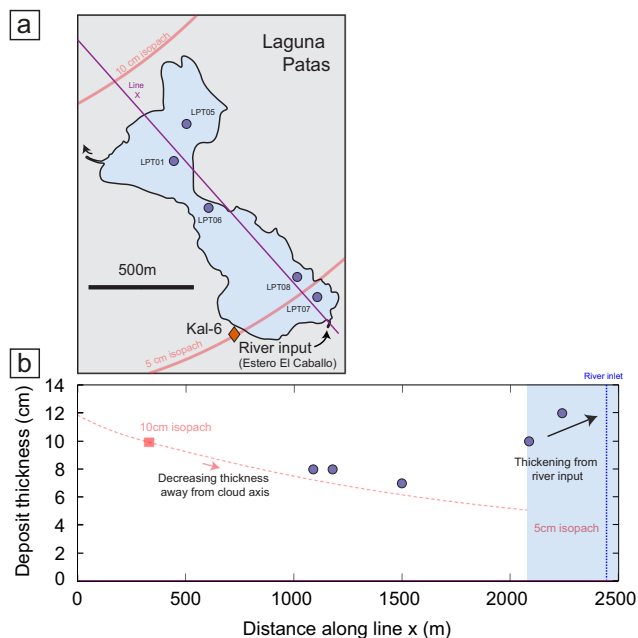 a
Laguna
Patas
10 cm isopach
Line
X
LPT05
LPT01
LPT06
500m
LPT08
LPT07
Kal-6
5 cm isopach
River input
(Estero El Caballo)
b
River inlet
Deposit thickness (cm)
14
12
10
8
6
4
2
0
10cm isopach
Decreasing thickness
away from cloud axis
Thickening from
river input
5cm isopach
0
500
1000
1500
2000
2500
Distance along line x (m)